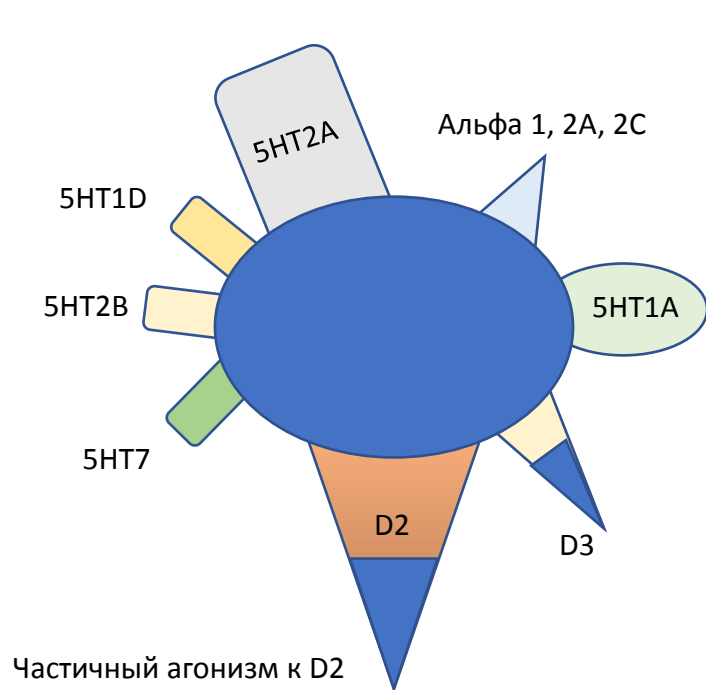 5HT2A
Альфа 1, 2А, 2С
5HT1D
5HT2B
5HT1A
5HT7
D2
D3
Частичный агонизм к D2